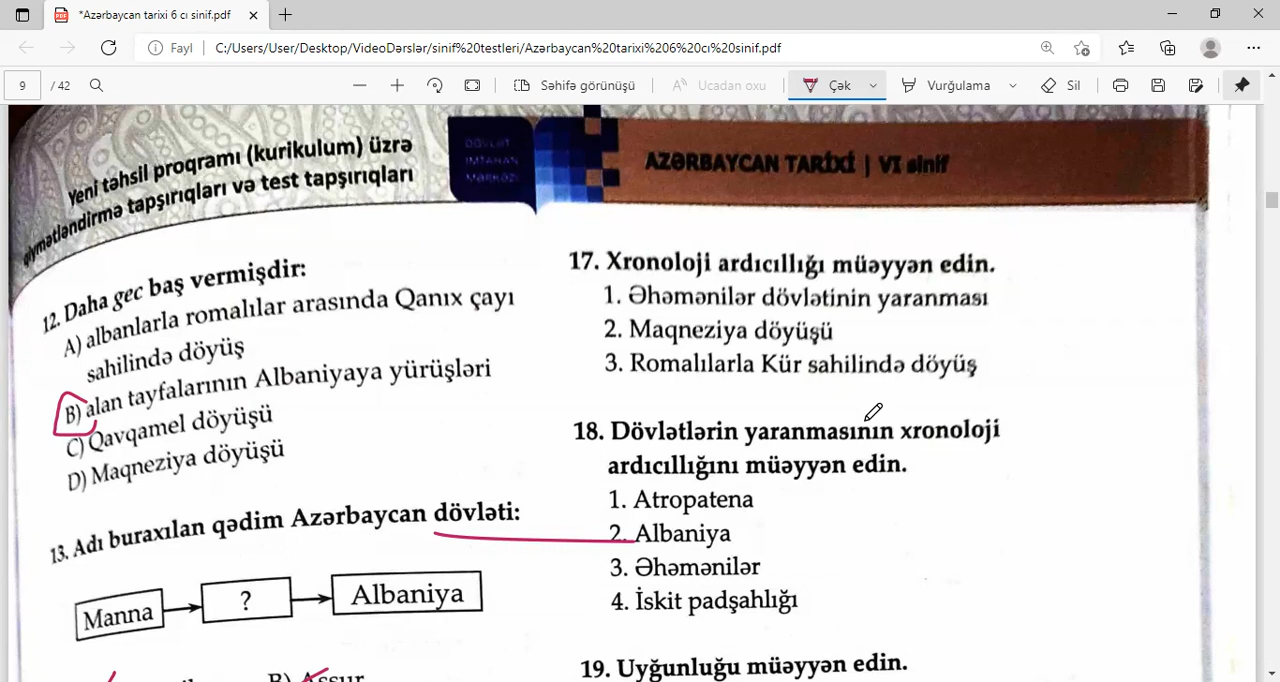 *Azərbaycan tarixi 6 cı sinif.pdf
Fayl | C:/Users/User/Desktop/VideoDərslər/sinif%20testleri/Azərbaycan%20tarixi%206%20cı%20sinif.pdf
9 / 42
Səhifə görünüşü
Ucadan oxu
Çək
Vurğulama
Sil
Yeni təhsil proqramı (kurikulum) üzrə
qiymətləndirmə tapşırıqları və test tapşırıqları
DÖVLƏT
İMTAHAN
MƏRKƏZİ
AZƏRBAYCAN TARİXİ | VI sinif
12. Daha gec baş vermişdir:
A) albanlarla romalılar arasında Qanıx çayı
sahilində döyüş
B) alan tayfalarının Albaniyaya yürüşləri
C) Qavqamel döyüşü
D) Maqneziya döyüşü
13. Adı buraxılan qədim Azərbaycan dövləti:
Manna
?
Albaniya
B) Assur
17. Xronoloji ardıcıllığı müəyyən edin.
1. Əhəmənilər dövlətinin yaranması
2. Maqneziya döyüşü
3. Romalılarla Kür sahilində döyüş
18. Dövlətlərin yaranmasının xronoloji
ardıcıllığını müəyyən edin.
1. Atropatena
2. Albaniya
3. Əhəmənilər
4. İskit padşahlığı
19. Uyğunluğu müəyyən edin.